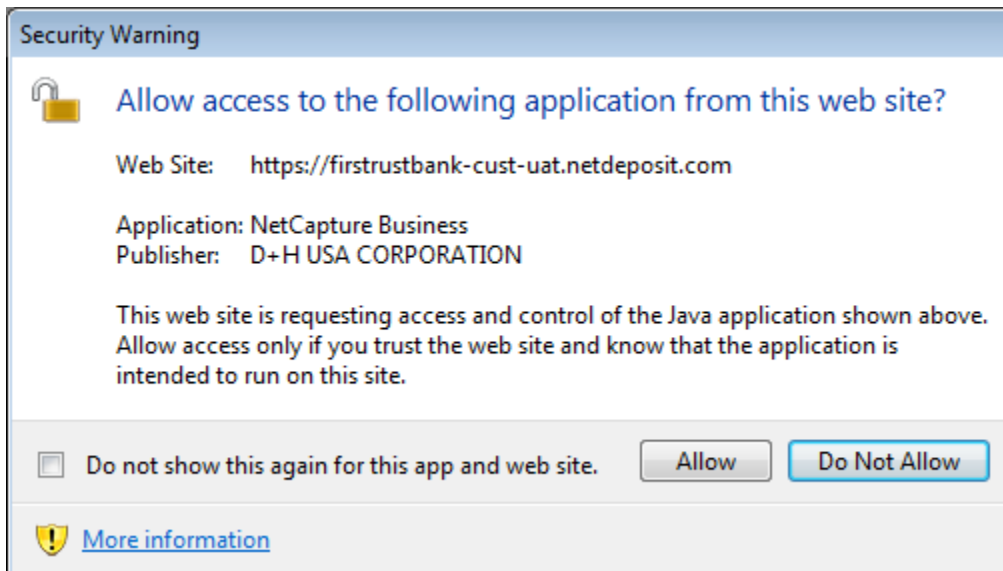 Security Warning
Allow access to the following application from this web site?
Web Site: https://firstrustbank-cust-uat.netdeposit.com
Application: NetCapture Business
Publisher: D+H USA CORPORATION
This web site is requesting access and control of the Java application shown above.
Allow access only if you trust the web site and know that the application is
intended to run on this site.
Do not show this again for this app and web site. Allow Do Not Allow
More information